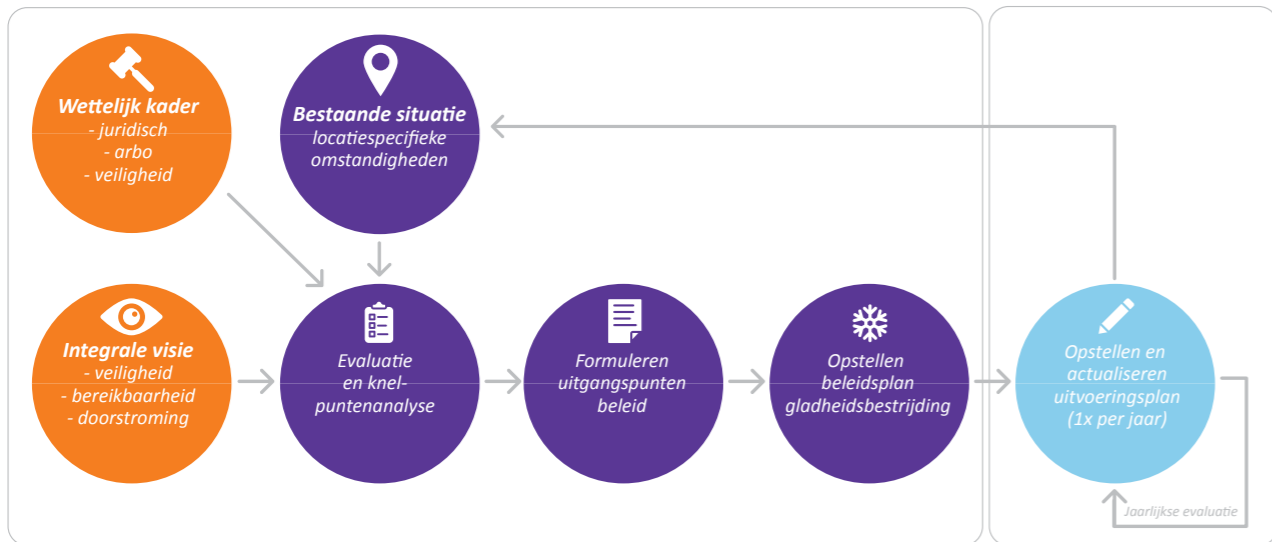 Wettelijk kader
- juridisch
- arbo
- veiligheid
Bestaande situatie
locatiespecifieke
omstandigheden
Integrale visie
- veiligheid
- bereikbaarheid
- doorstroming
Evaluatie
en knel-
puntenanalyse
Formuleren
uitgangspunten
beleid
Opstellen
beleidsplan
gladheidsbestrijding
Opstellen en
actualiseren
uitvoeringsplan
(1x per jaar)
Jaarlijkse evaluatie